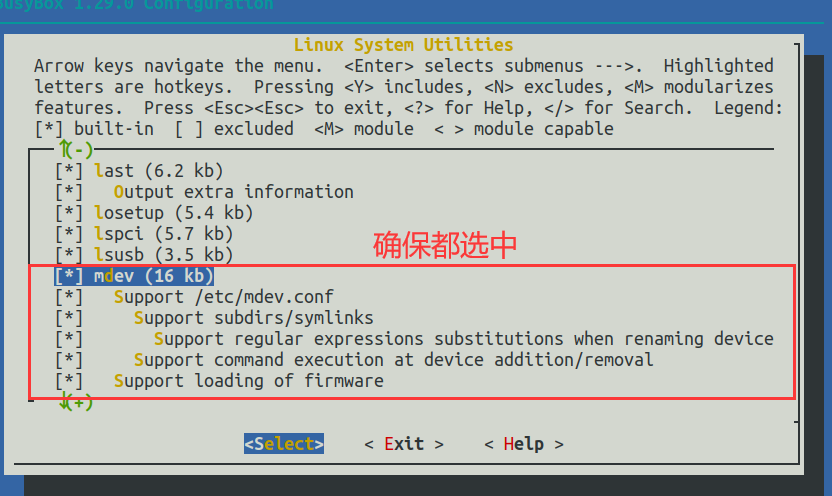 BusyBox 1.29.0 Configuration
Linux System Utilities
Arrow keys navigate the menu.  <Enter> selects submenus --->.  Highlighted
letters are hotkeys.  Pressing <Y> includes, <N> excludes, <M> modularizes
features.  Press <Esc><Esc> to exit, <?> for Help, </> for Search.  Legend:
[*] built-in  [ ] excluded  <M> module  < > module capable
↑(-)
[*] last (6.2 kb)
[*]   Output extra information
[*] losetup (5.4 kb)
[*] lspci (5.7 kb)
[*] lsusb (3.5 kb)
确保都选中
[*] mdev (16 kb)
[*]   Support /etc/mdev.conf
[*]     Support subdirs/symlinks
[*]       Support regular expressions substitutions when renaming device
[*]     Support command execution at device addition/removal
[*]   Support loading of firmware
↓(+)
<Select>    < Exit >    < Help >